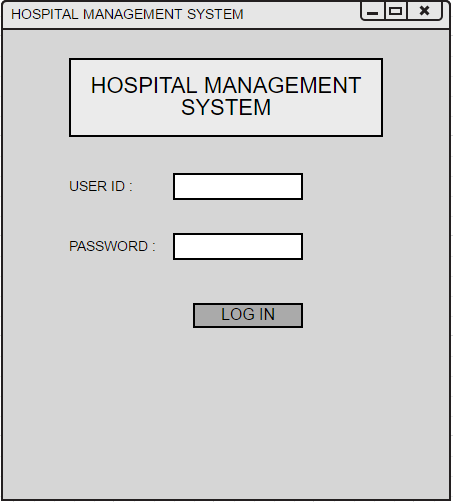 HOSPITAL MANAGEMENT SYSTEM
HOSPITAL MANAGEMENT
SYSTEM
USER ID :
PASSWORD :
LOG IN